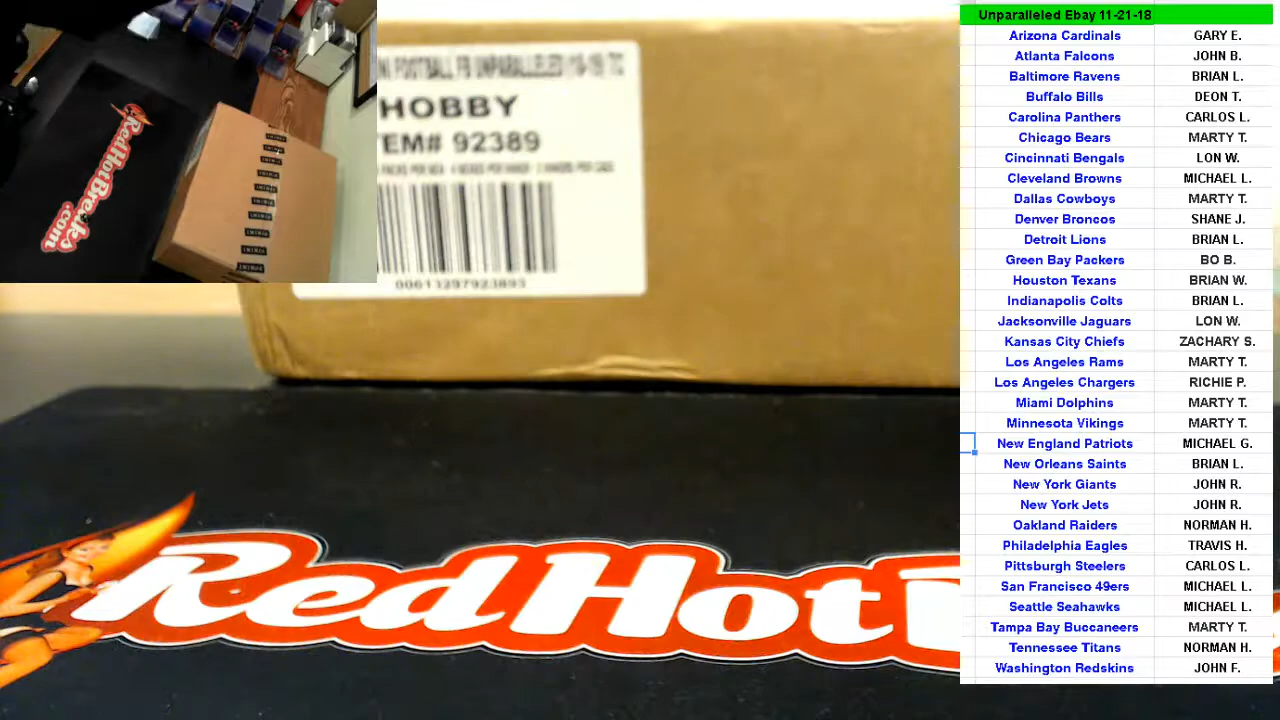 RedHotBreaks
.com
FOOTBALL FB UNPARALLELED
HOBBY
EM# 92389
RedHot
Unparalleled Ebay 11-21-18
Arizona Cardinals GARY E.
Atlanta Falcons JOHN B.
Baltimore Ravens BRIAN L.
Buffalo Bills DEON T.
Carolina Panthers CARLOS L.
Chicago Bears MARTY T.
Cincinnati Bengals LON W.
Cleveland Browns MICHAEL L.
Dallas Cowboys MARTY T.
Denver Broncos SHANE J.
Detroit Lions BRIAN L.
Green Bay Packers BO B.
Houston Texans BRIAN W.
Indianapolis Colts BRIAN L.
Jacksonville Jaguars LON W.
Kansas City Chiefs ZACHARY S.
Los Angeles Rams MARTY T.
Los Angeles Chargers RICHIE P.
Miami Dolphins MARTY T.
Minnesota Vikings MARTY T.
New England Patriots MICHAEL G.
New Orleans Saints BRIAN L.
New York Giants JOHN R.
New York Jets JOHN R.
Oakland Raiders NORMAN H.
Philadelphia Eagles TRAVIS H.
Pittsburgh Steelers CARLOS L.
San Francisco 49ers MICHAEL L.
Seattle Seahawks MICHAEL L.
Tampa Bay Buccaneers MARTY T.
Tennessee Titans NORMAN H.
Washington Redskins JOHN F.